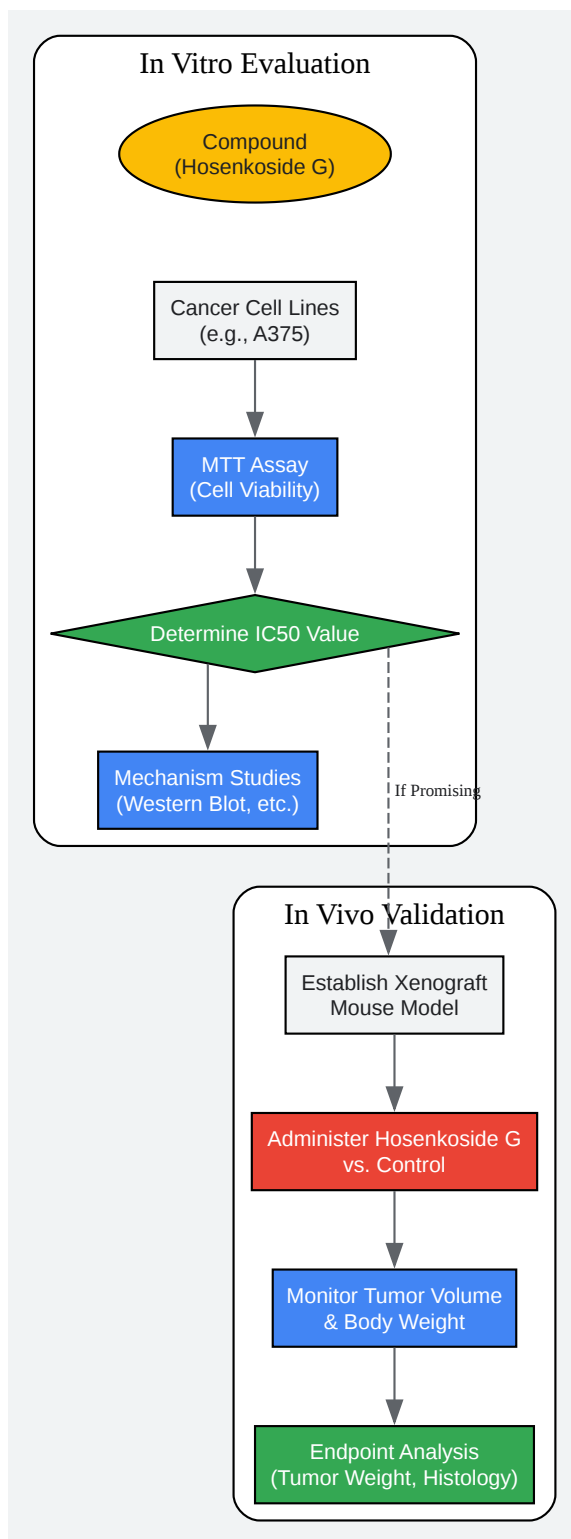 In Vitro Evaluation
Compound
(Hosenkoside G)
Cancer Cell Lines
(e.g., A375)
MTT Assay
(Cell Viability)
Determine IC50 Value
Mechanism Studies
(Western Blot, etc.)
If Promising
In Vivo Validation
Establish Xenograft
Mouse Model
Administer Hosenkoside G
vs. Control
Monitor Tumor Volume
& Body Weight
Endpoint Analysis
(Tumor Weight, Histology)